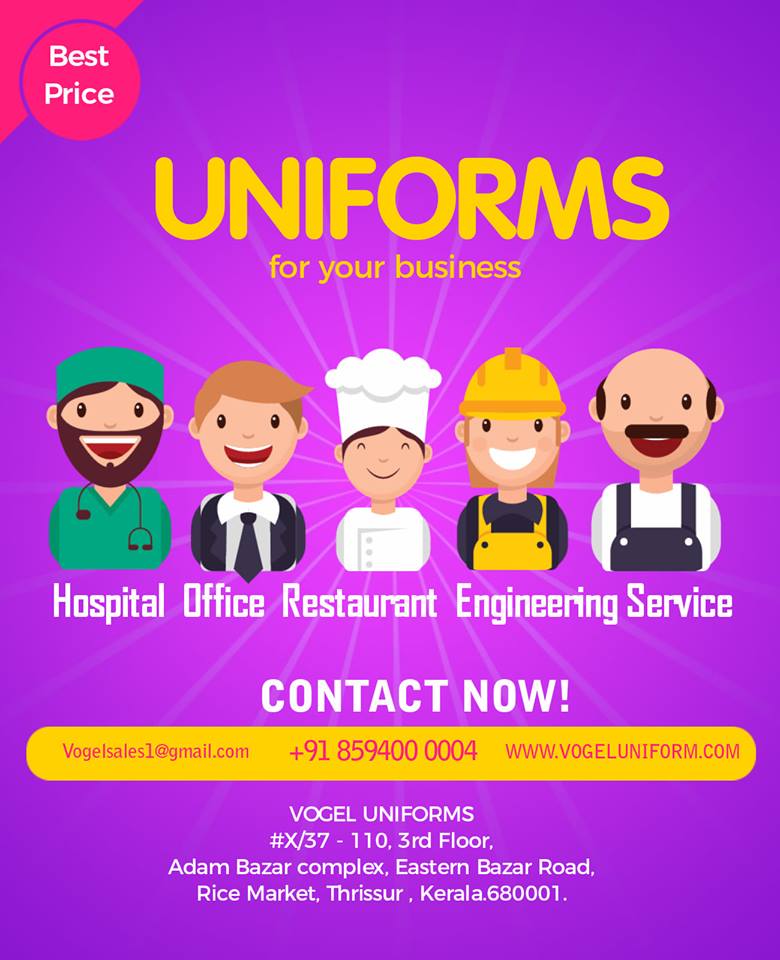 Best
Price
UNIFORMS
for your business
Hospital Office Restaurant Engineering Service
CONTACT NOW!
Vogelsales1@gmail.com +91 859400 0004 WWW.VOGELUNIFORM.COM
VOGEL UNIFORMS
#X/37 - 110, 3rd Floor,
Adam Bazar complex, Eastern Bazar Road,
Rice Market, Thrissur , Kerala.680001.